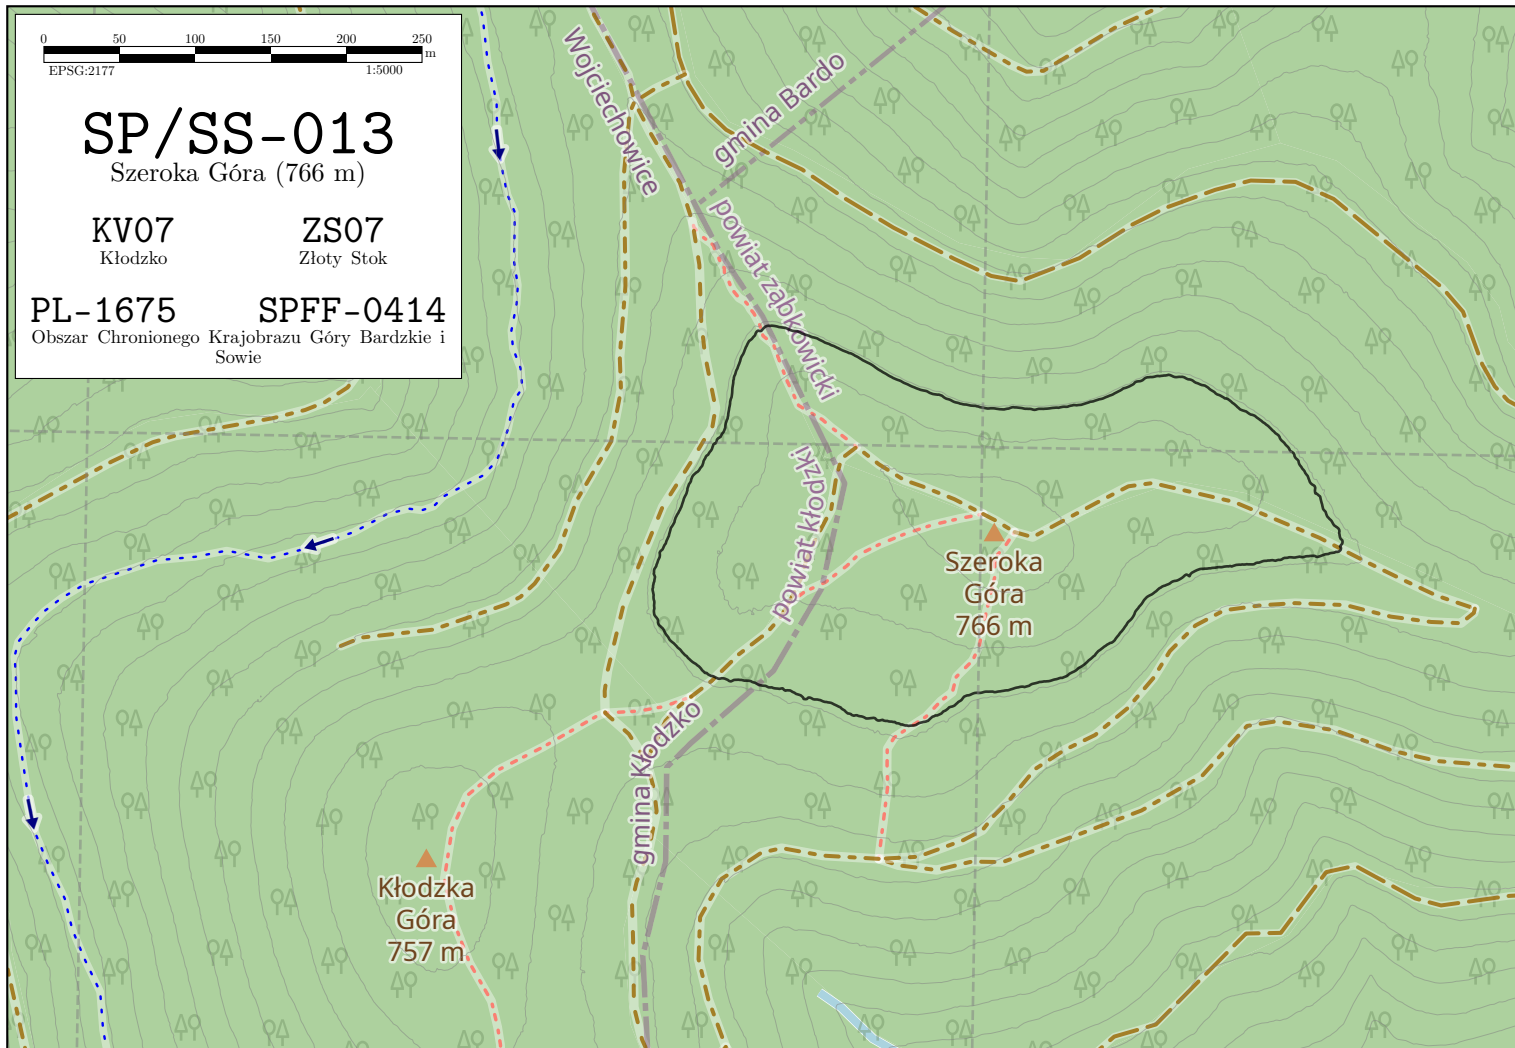 0 50 100 150 200 250
m
EPSG:2177 1:5000
SP/SS-013
Szeroka Góra (766 m)
KV07 ZS07
Kłodzko Złoty Stok
PL-1675 SPFF-0414
Obszar Chronionego Krajobrazu Góry Bardzkie i
Sowie
Wojciechowice
gmina Bardo
powiat ząbkowicki
powiat kłodzki
Szeroka
Góra
766 m
gmina Kłodzko
Kłodzka
Góra
757 m